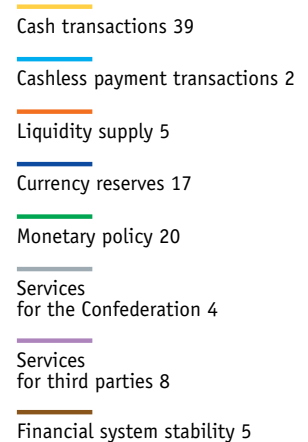 Cash transactions 39
Cashless payment transactions 2
Liquidity supply 5
Currency reserves 17
Monetary policy 20
Services
for the Confederation 4
Services
for third parties 8
Financial system stability 5